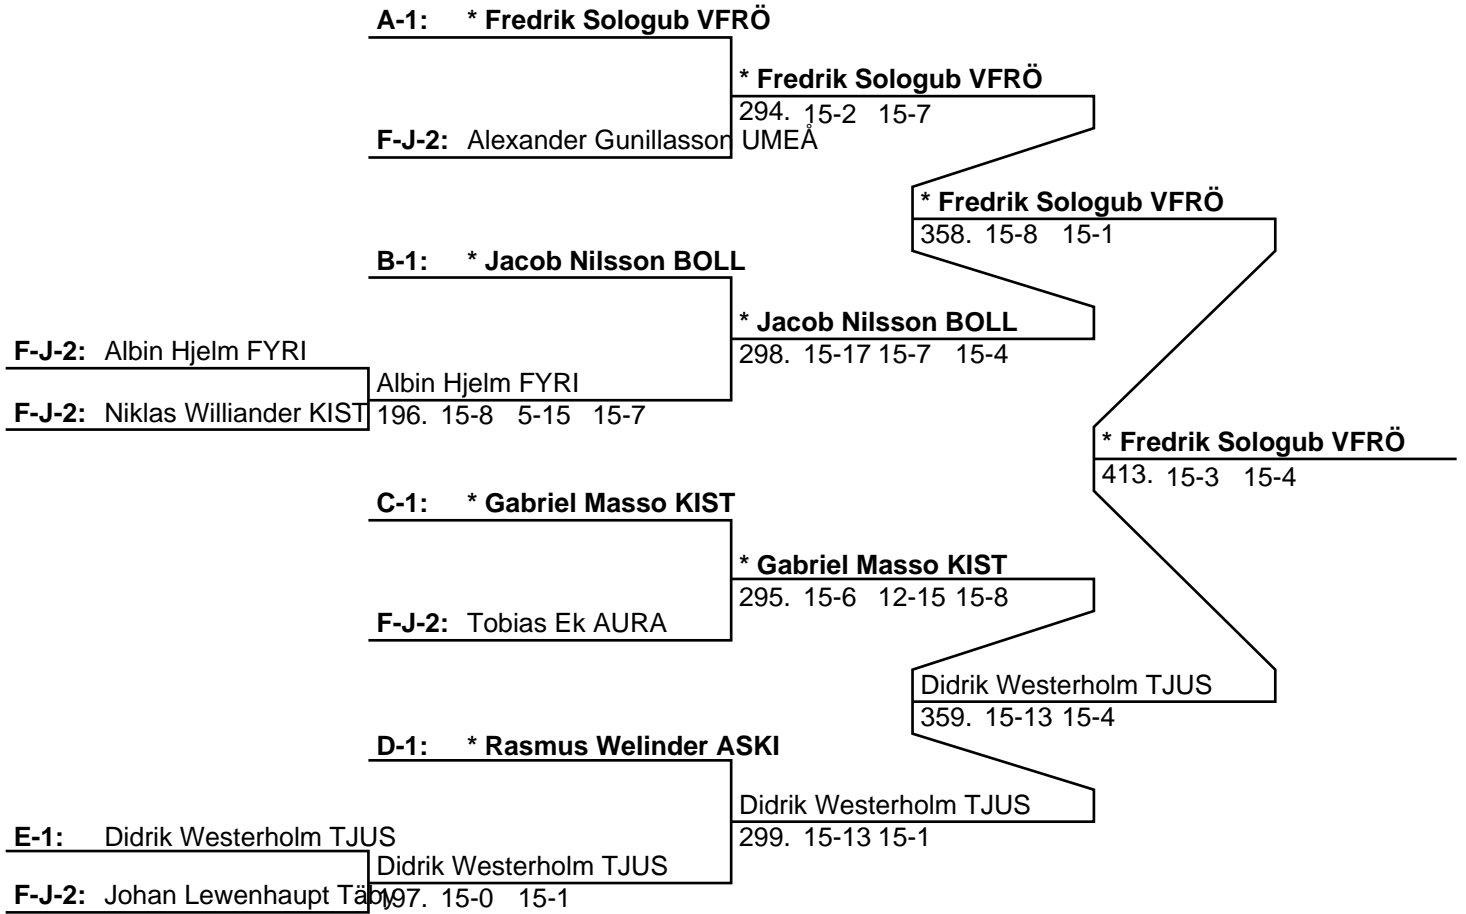 A-1: * Fredrik Sologub VFRÖ
* Fredrik Sologub VFRÖ
294. 15-2 15-7
F-J-2: Alexander Gunillasson UMEÅ
* Fredrik Sologub VFRÖ
358. 15-8 15-1
B-1: * Jacob Nilsson BOLL
* Jacob Nilsson BOLL
298. 15-17 15-7 15-4
F-J-2: Albin Hjelm FYRI
Albin Hjelm FYRI
F-J-2: Niklas Williander KIST
196. 15-8 5-15 15-7
* Fredrik Sologub VFRÖ
413. 15-3 15-4
C-1: * Gabriel Masso KIST
* Gabriel Masso KIST
295. 15-6 12-15 15-8
F-J-2: Tobias Ek AURA
Didrik Westerholm TJUS
359. 15-13 15-4
D-1: * Rasmus Welinder ASKI
Didrik Westerholm TJUS
299. 15-13 15-1
E-1: Didrik Westerholm TJUS
Didrik Westerholm TJUS
F-J-2: Johan Lewenhaupt Täby
197. 15-0 15-1